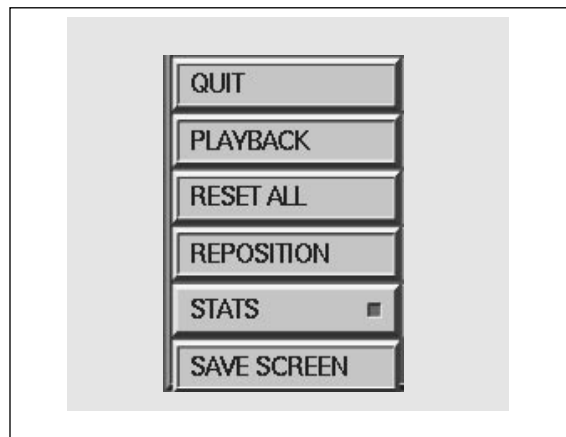 QUIT
PLAYBACK
RESET ALL
REPOSITION
STATS
SAVE SCREEN